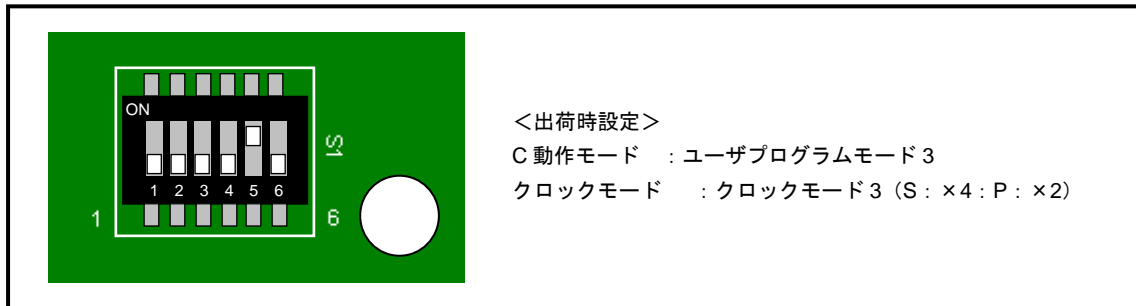 ON
1 2 3 4 5 6
S1
1
6
＜出荷時設定＞
C 動作モード ：ユーザプログラムモード 3
クロックモード ：クロックモード 3（S：×4：P：×2）